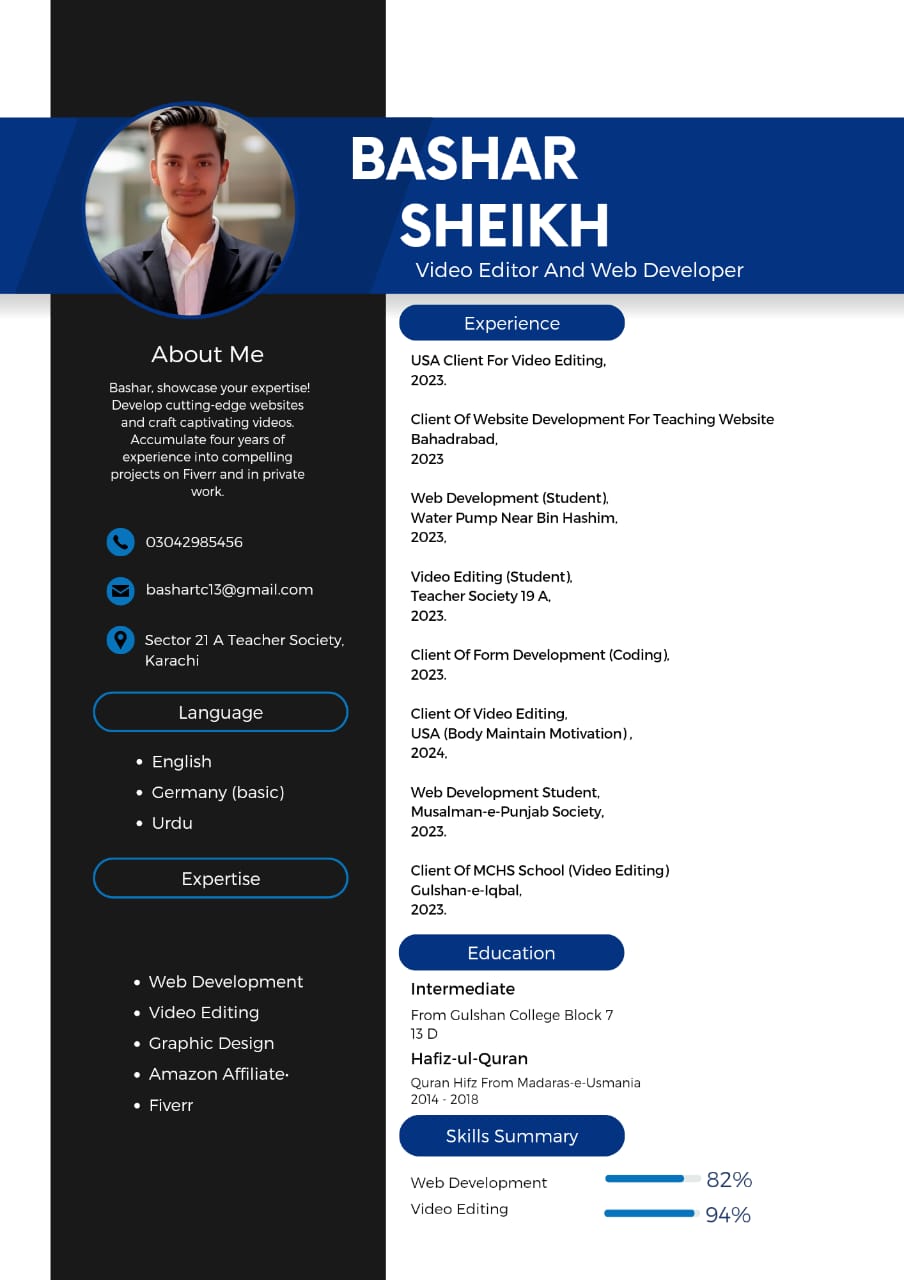 BASHAR
SHEIKH
Video Editor And Web Developer
About Me
Bashar, showcase your expertise!
Develop cutting-edge websites
and craft captivating videos.
Accumulate four years of
experience into compelling
projects on Fiverr and in private
work.
03042985456
bashartc13@gmail.com
Sector 21 A Teacher Society,
Karachi
Language
• English
• Germany (basic)
• Urdu
Expertise
• Web Development
• Video Editing
• Graphic Design
• Amazon Affiliate•
• Fiverr
Experience
USA Client For Video Editing,
2023.
Client Of Website Development For Teaching Website
Bahadrabad,
2023
Web Development (Student),
Water Pump Near Bin Hashim,
2023,
Video Editing (Student),
Teacher Society 19 A,
2023.
Client Of Form Development (Coding),
2023.
Client Of Video Editing,
USA (Body Maintain Motivation) ,
2024,
Web Development Student,
Musalman-e-Punjab Society,
2023.
Client Of MCHS School (Video Editing)
Gulshan-e-Iqbal,
2023.
Education
Intermediate
From Gulshan College Block 7
13 D
Hafiz-ul-Quran
Quran Hifz From Madaras-e-Usmania
2014 - 2018
Skills Summary
Web Development 82%
Video Editing 94%